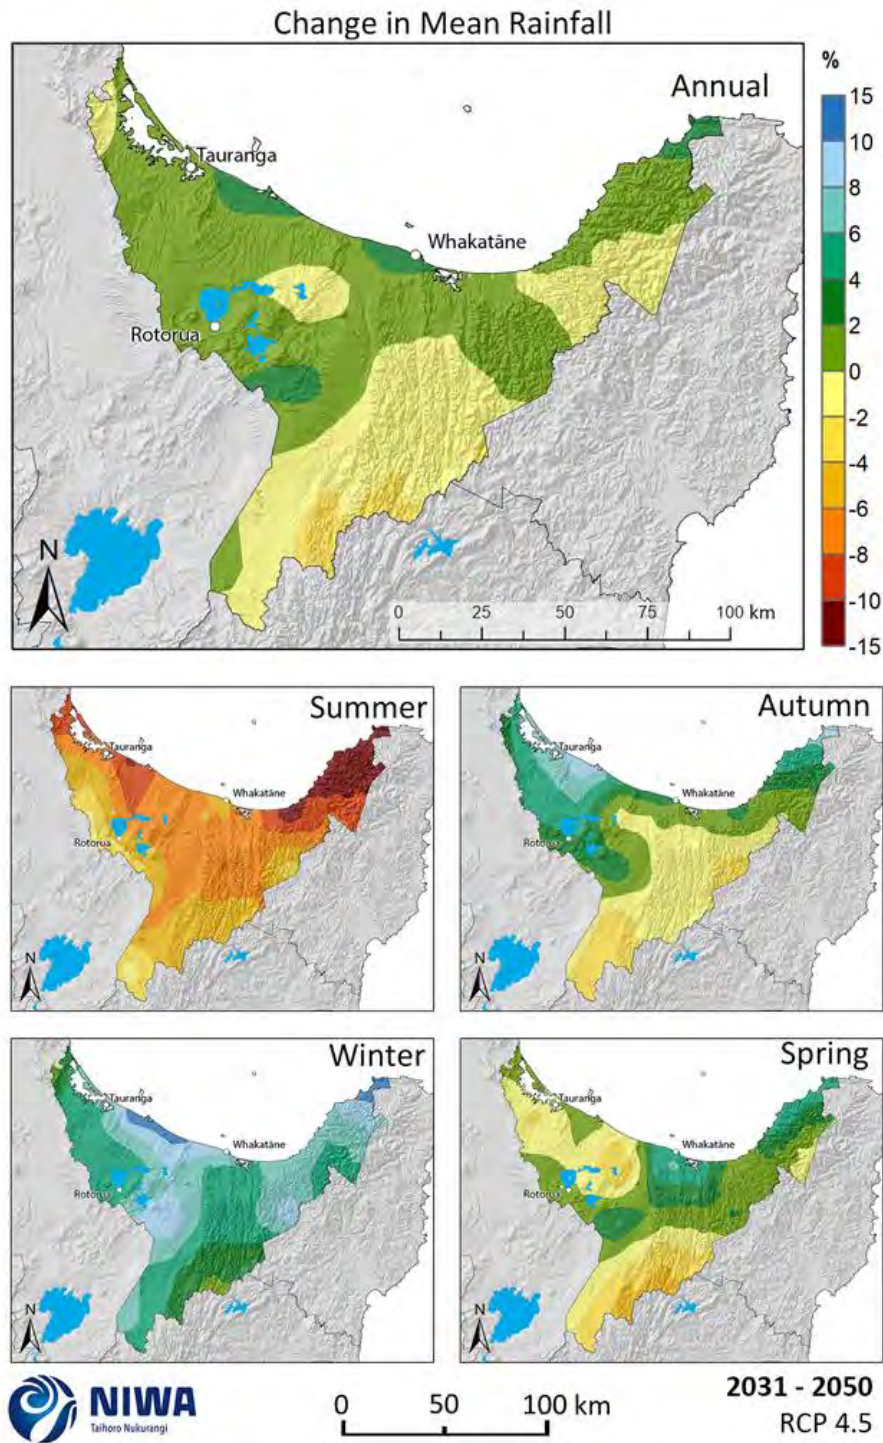 Change in Mean Rainfall
Annual
%
15
10
8
6
4
2
0
-2
-4
-6
-8
-10
-15
Tauranga
Whakatāne
Rotorua
N
0 25 50 75 100 km
Summer
Tauranga
Whakatāne
Rotorua
N
Autumn
Tauranga
Whakatāne
Rotorua
N
Winter
Tauranga
Whakatāne
Rotorua
N
Spring
Tauranga
Whakatāne
Rotorua
N
NIWA
Taihoro Nukurangi
0 50 100 km
2031 - 2050
RCP 4.5